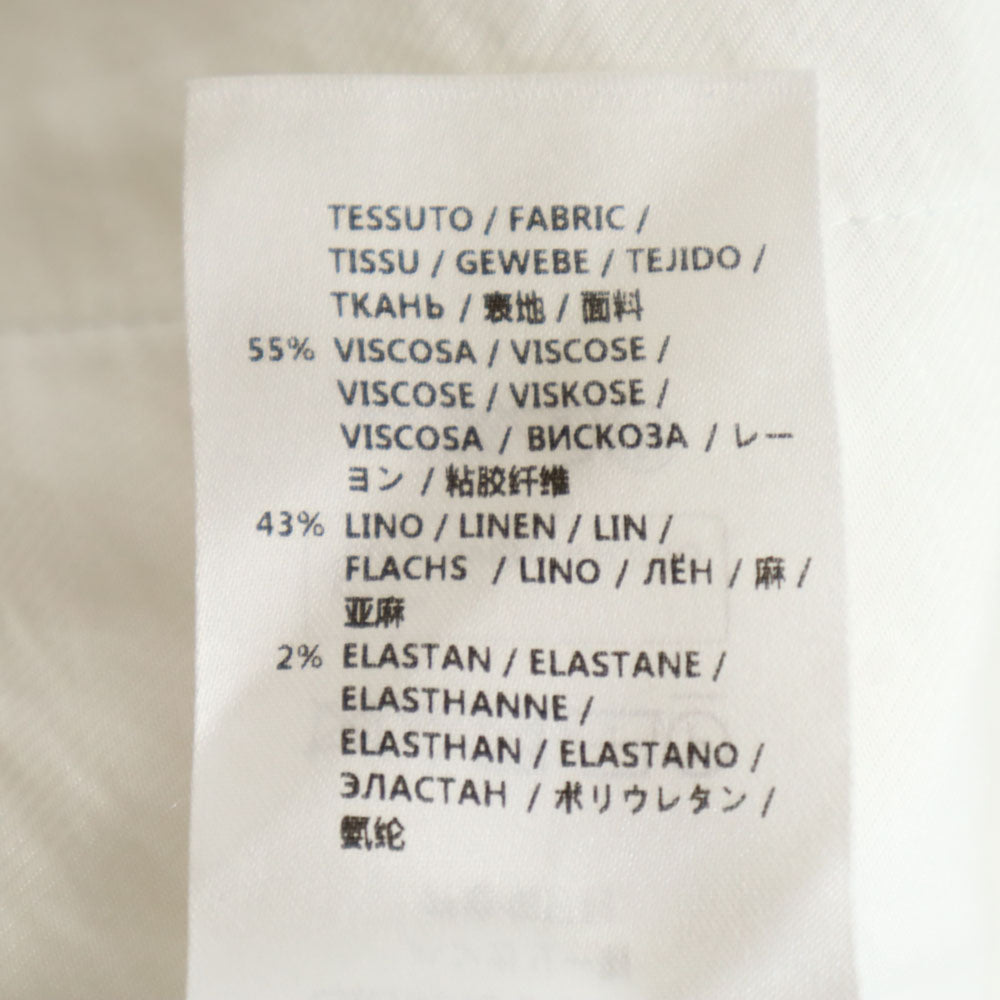 TESSUTO / FABRIC /
TISSU / GEWEBE / TEJIDO /
ТКАНЬ / 表地 / 面料
55% VISCOSA / VISCOSE /
VISCOSE / VISKOSE /
VISCOSA / ВИСКОЗА / レー
ヨン / 粘胶纤维
43% LINO / LINEN / LIN /
FLACHS / LINO / ЛЁН / 麻 /
亚麻
2% ELASTAN / ELASTANE /
ELASTHANNE /
ELASTHAN / ELASTANO /
ЭЛАСТАН / ポリウレタン /
氨纶